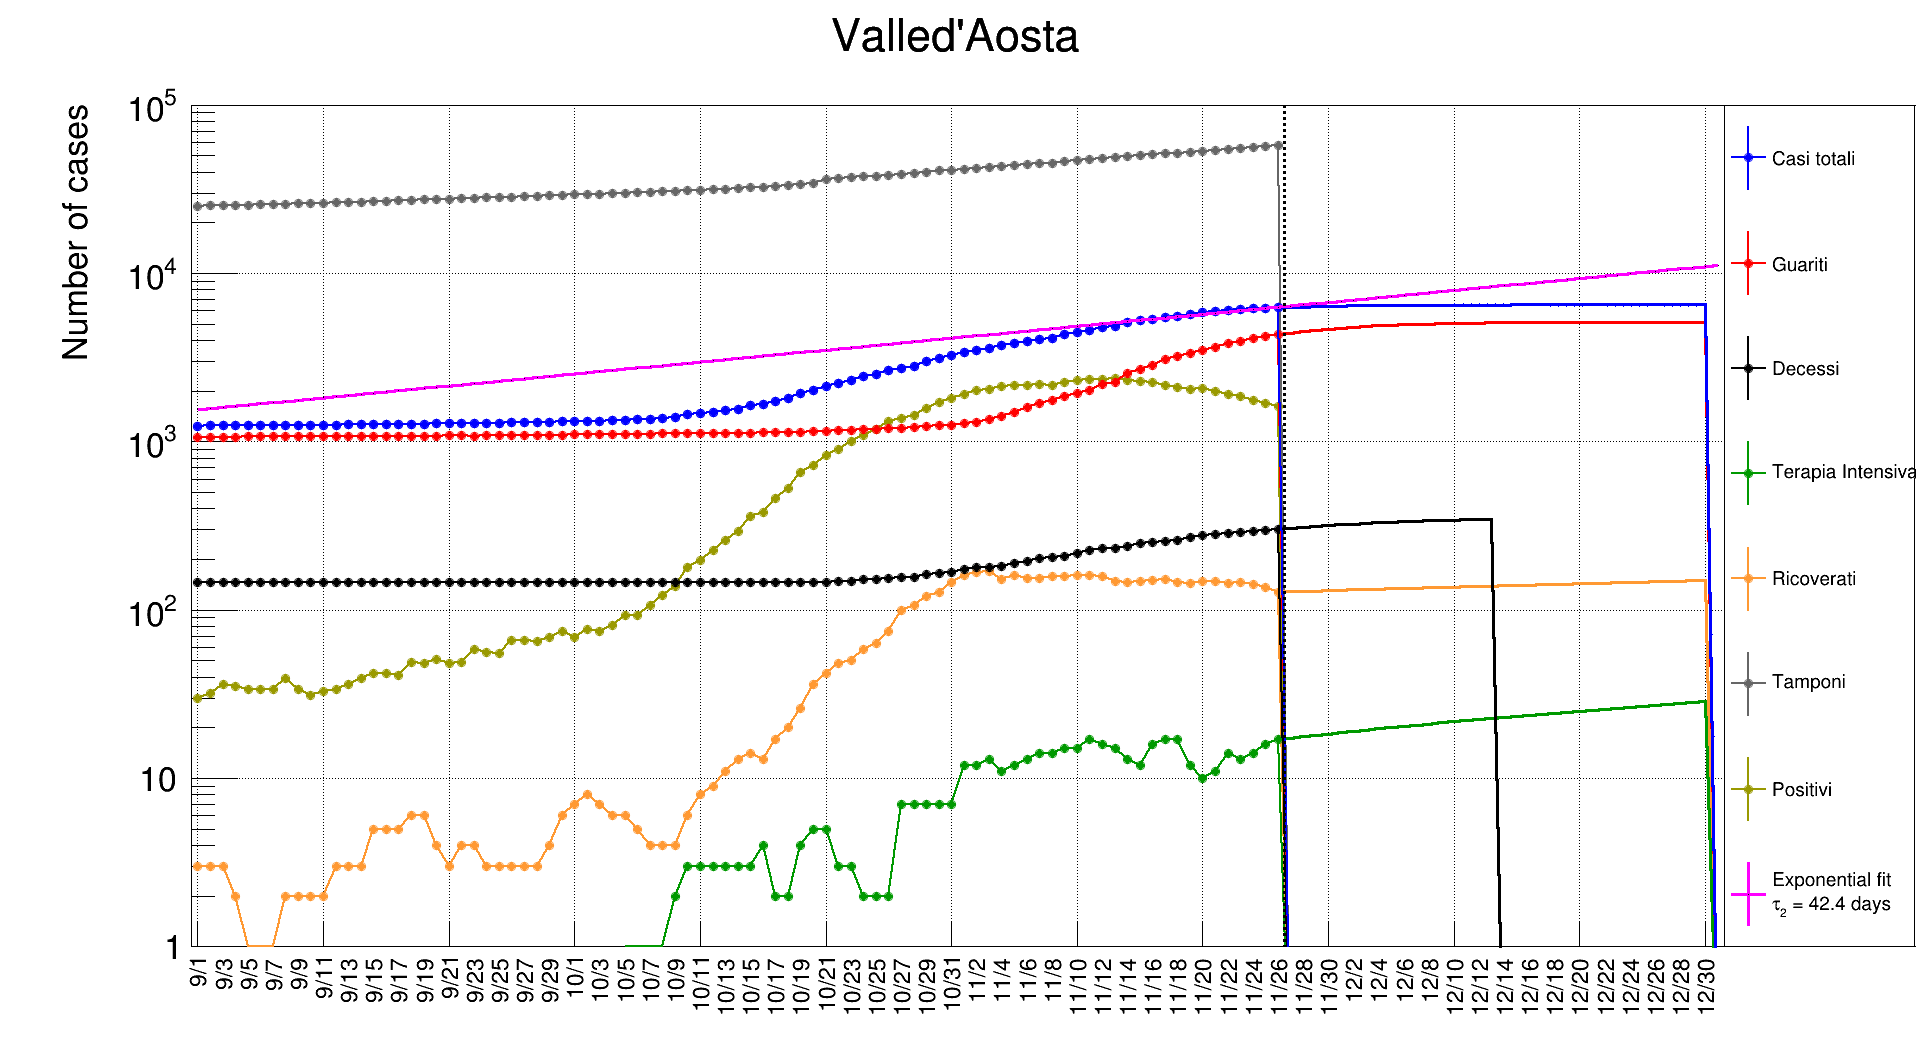 Valled'Aosta
Number of cases
10^5
10^4
10^3
10^2
10
1
9/1 9/3 9/5 9/7 9/9 9/11 9/13 9/15 9/17 9/19 9/21 9/23 9/25 9/27 9/29 10/1 10/3 10/5 10/7 10/9 10/11 10/13 10/15 10/17 10/19 10/21 10/23 10/25 10/27 10/29 10/31 11/2 11/4 11/6 11/8 11/10 11/12 11/14 11/16 11/18 11/20 11/22 11/24 11/26 11/28 11/30 12/2 12/4 12/6 12/8 12/10 12/12 12/14 12/16 12/18 12/20 12/22 12/24 12/26 12/28 12/30
Casi totali
Guariti
Decessi
Terapia Intensiva
Ricoverati
Tamponi
Positivi
Exponential fit
τ₂ = 42.4 days